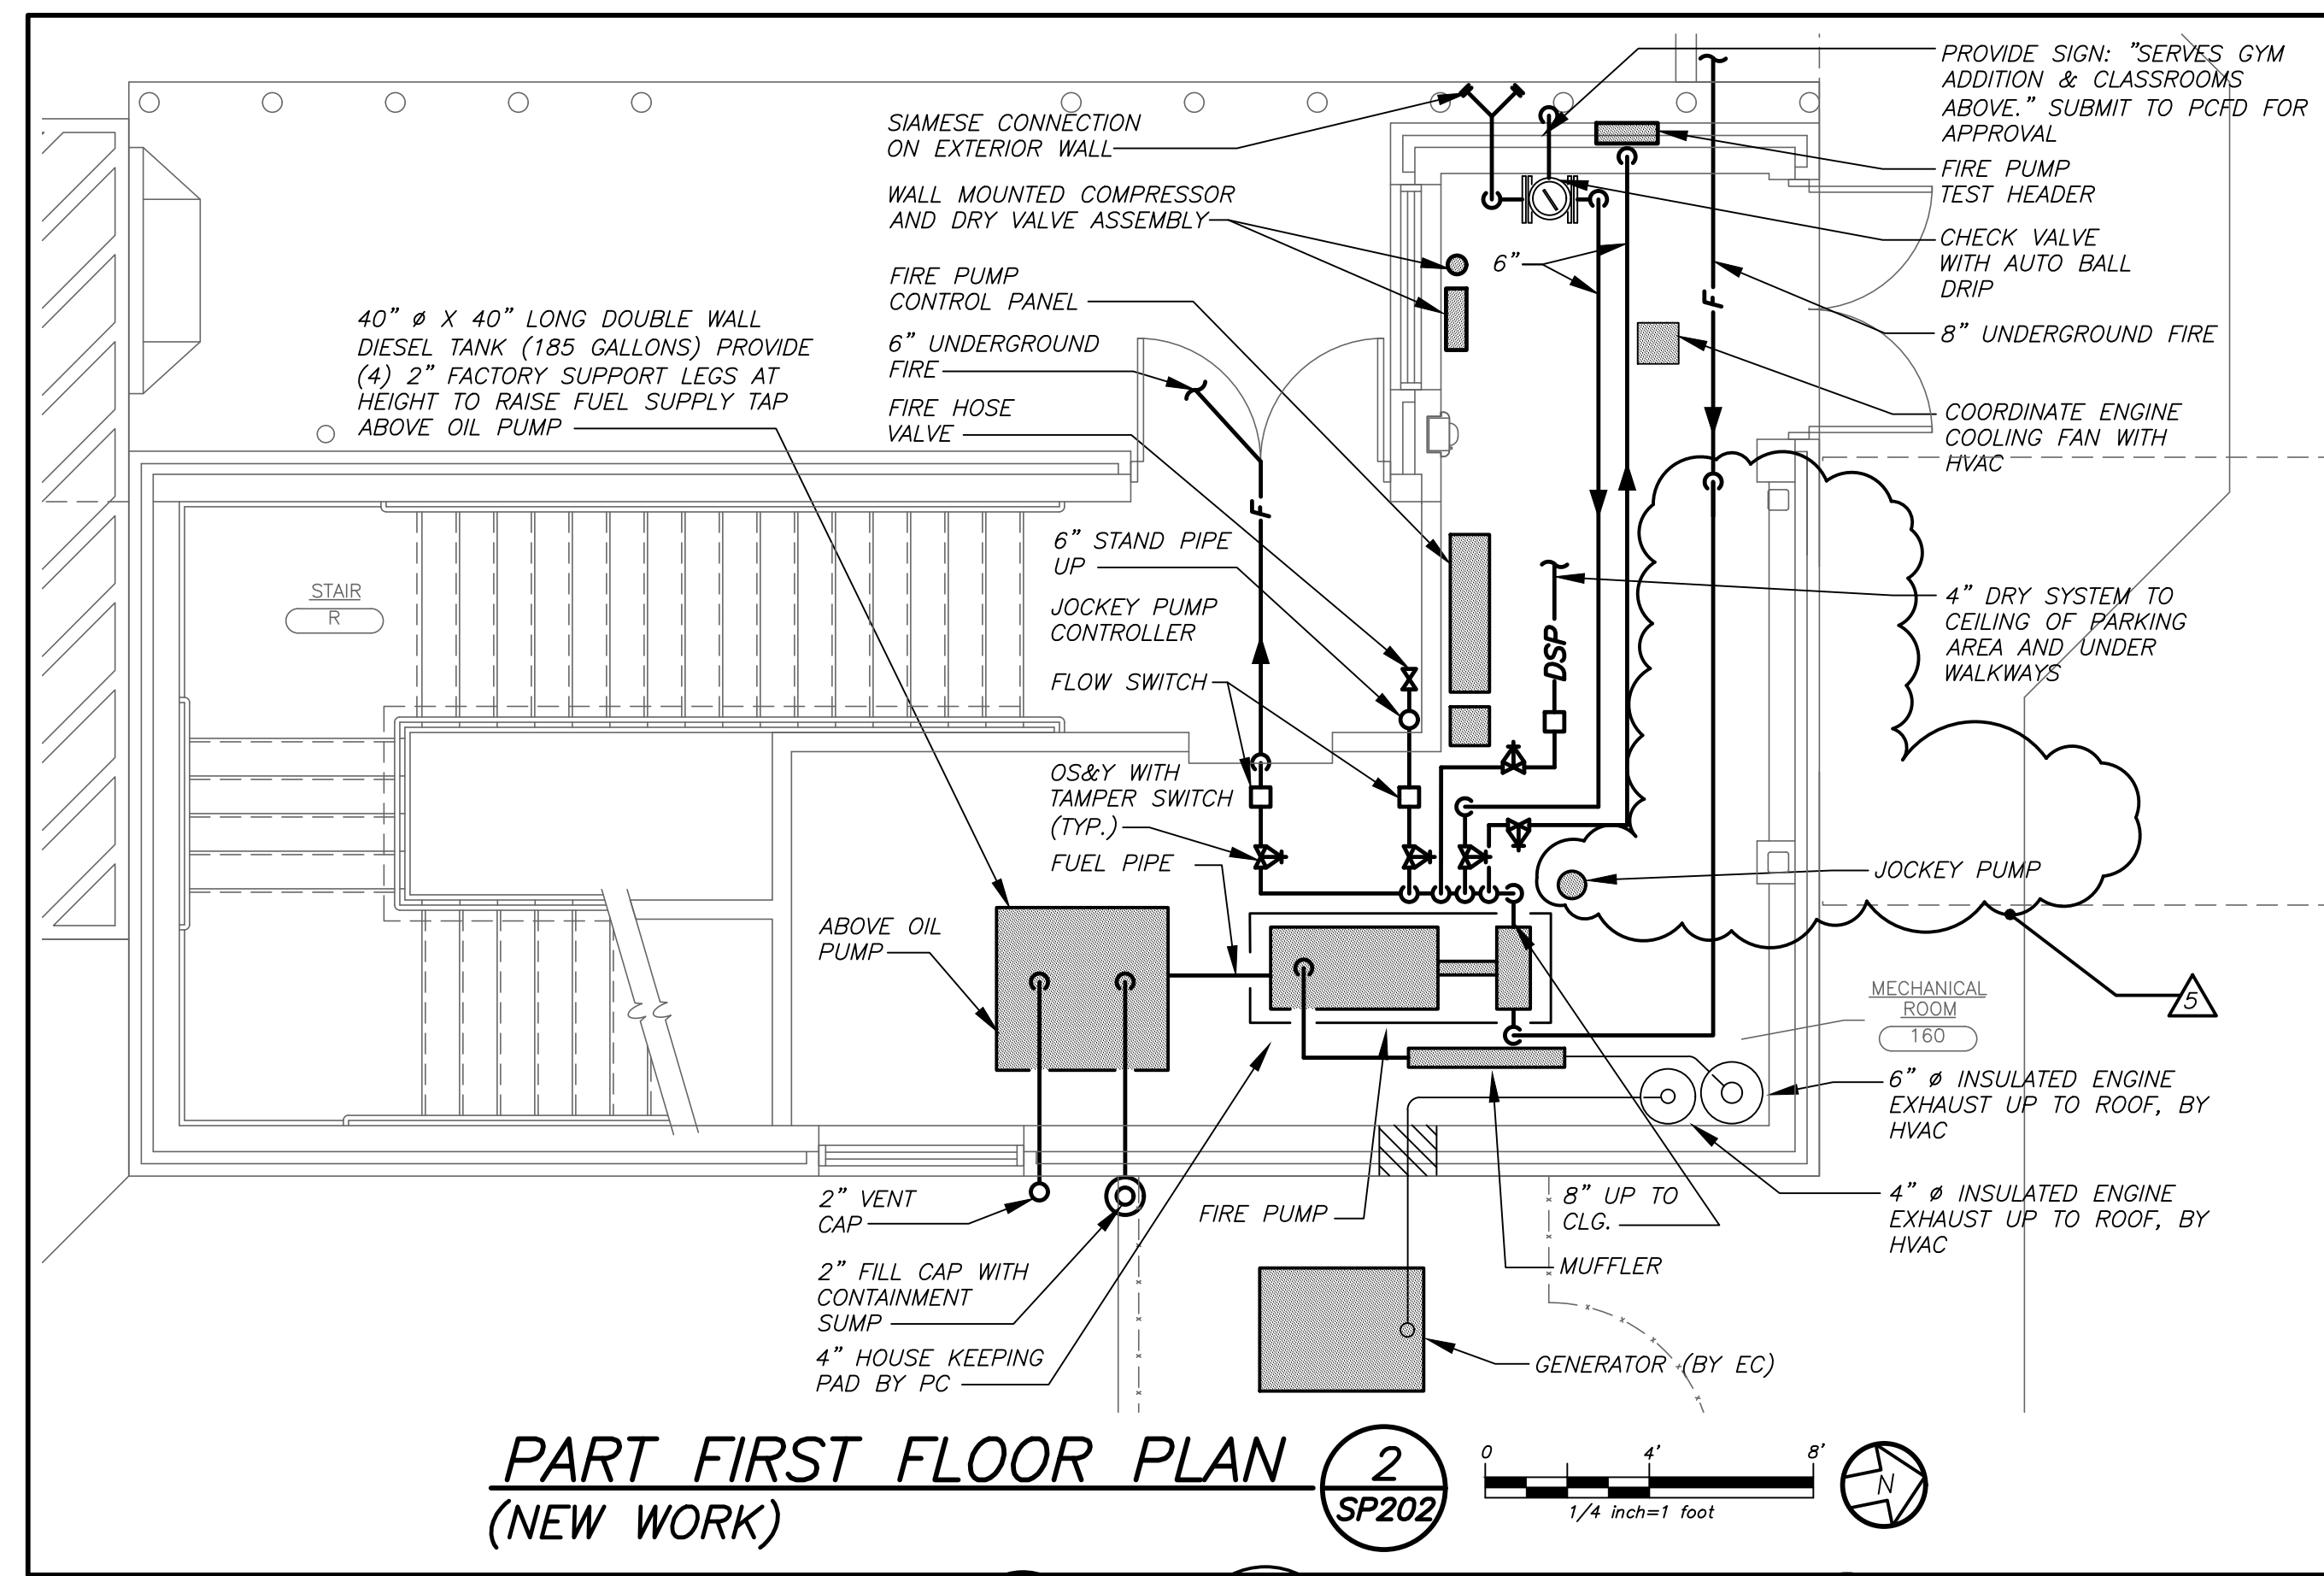 PROVIDE SIGN: "SERVES GYM
ADDITION & CLASSROOMS
ABOVE." SUBMIT TO PCFD FOR
APPROVAL
SIAMESE CONNECTION
ON EXTERIOR WALL
FIRE PUMP
TEST HEADER
WALL MOUNTED COMPRESSOR
AND DRY VALVE ASSEMBLY
CHECK VALVE
WITH AUTO BALL
DRIP
6"
FIRE PUMP
CONTROL PANEL
F
40" ø X 40" LONG DOUBLE WALL
DIESEL TANK (185 GALLONS) PROVIDE
(4) 2" FACTORY SUPPORT LEGS AT
HEIGHT TO RAISE FUEL SUPPLY TAP
ABOVE OIL PUMP
6" UNDERGROUND
FIRE
8" UNDERGROUND FIRE
FIRE HOSE
VALVE
COORDINATE ENGINE
COOLING FAN WITH
HVAC
F
6" STAND PIPE
UP
STAIR
R
JOCKEY PUMP
CONTROLLER
4" DRY SYSTEM TO
CEILING OF PARKING
AREA AND UNDER
WALKWAYS
DSP
FLOW SWITCH
OS&Y WITH
TAMPER SWITCH
(TYP.)
FUEL PIPE
JOCKEY PUMP
ABOVE OIL
PUMP
5
MECHANICAL
ROOM
160
6" ø INSULATED ENGINE
EXHAUST UP TO ROOF, BY
HVAC
2" VENT
CAP
FIRE PUMP
8" UP TO
CLG.
4" ø INSULATED ENGINE
EXHAUST UP TO ROOF, BY
HVAC
MUFFLER
2" FILL CAP WITH
CONTAINMENT
SUMP
4" HOUSE KEEPING
PAD BY PC
GENERATOR (BY EC)
PART FIRST FLOOR PLAN
(NEW WORK)
2
SP202
0 4' 8'
1/4 inch=1 foot
N